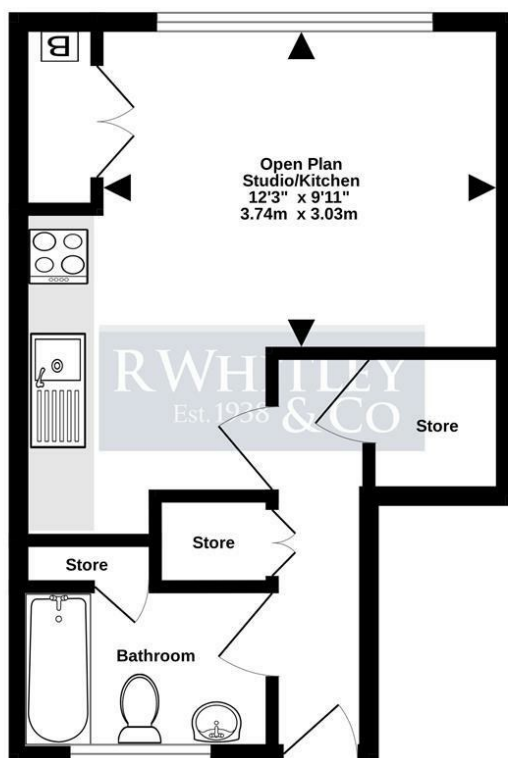 B
Open Plan
Studio/Kitchen
12'3" x 9'11"
3.74m x 3.03m
RWHITLEY
Est. 1938 & CO
Store
Store
Store
Bathroom